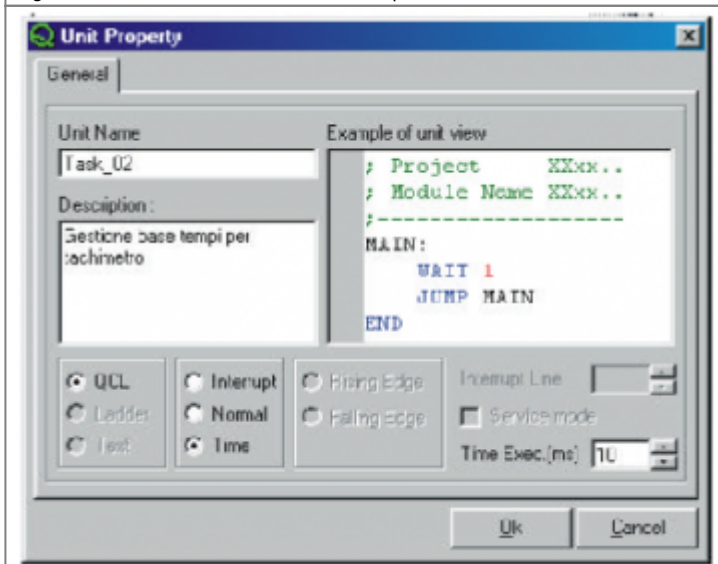 Unit Property
General
Unit Name
Task_02
Description :
Gestione base tempi per
tachimetro
Example of unit view
; Project XXxx..
; Module Name XXxx..
;-------------------
MAIN:
WAIT 1
JUMP MAIN
END
QCL
Ladder
Text
Interrupt
Normal
Time
Rising Edge
Falling Edge
Interrupt Line
Service mode
Time Exec.(ms) 10
Ok
Cancel